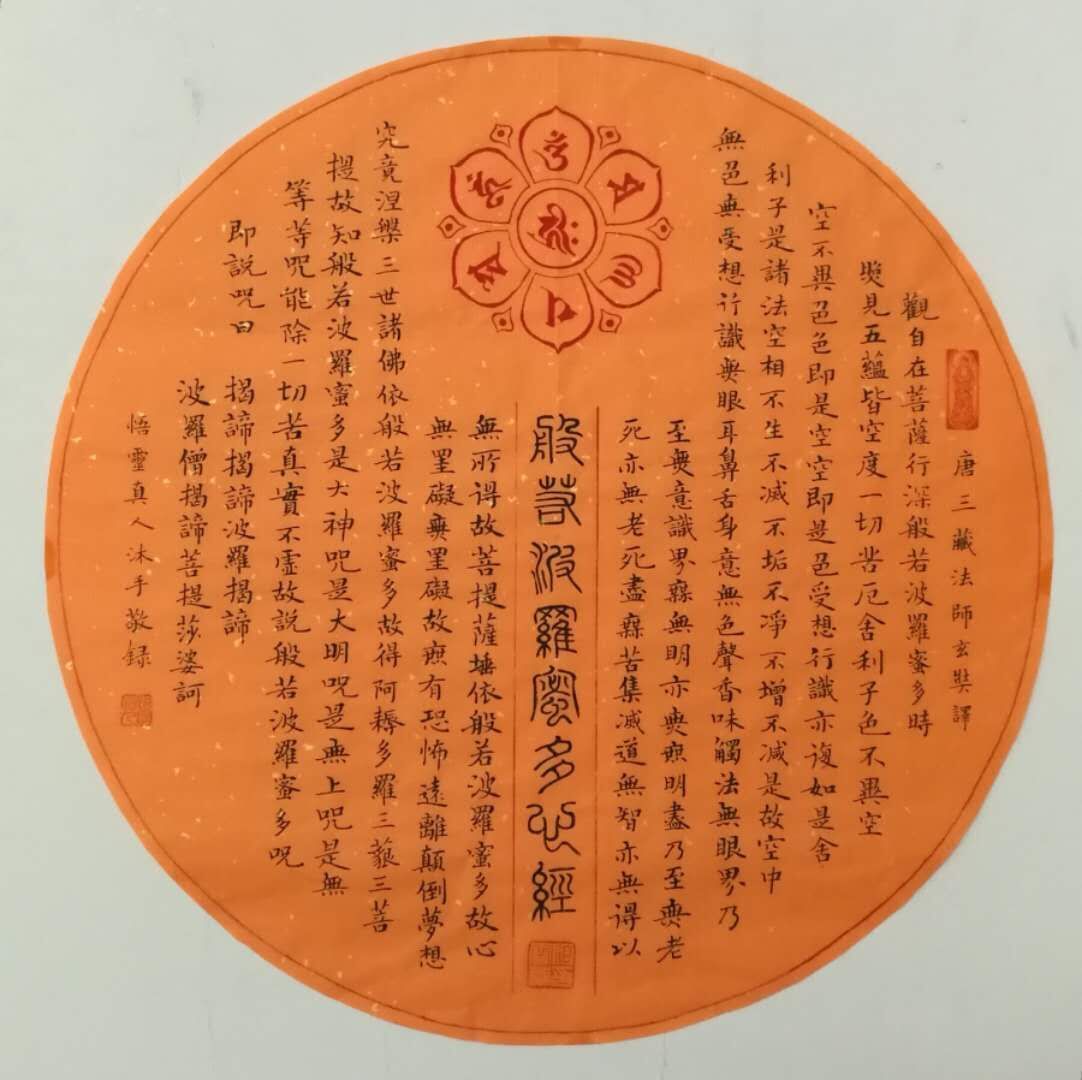 唐三藏法師玄奘譯
觀自在菩薩行深般若波羅蜜多時
照見五蘊皆空度一切苦厄舍利子色不異空
空不異色色即是空空即是色受想行識亦復如是舍
利子是諸法空相不生不滅不垢不凈不增不減是故空中
無色無受想行識無眼耳鼻舌身意無色聲香味觸法無眼界乃
至無意識界無無明亦無無明盡乃至無老
死亦無老死盡無苦集滅道無智亦無得以
般若波羅蜜多心經
無所得故菩提薩埵依般若波羅蜜多故心
無罣礙無罣礙故無有恐怖遠離顛倒夢想
究竟涅槃三世諸佛依般若波羅蜜多故得阿耨多羅三藐三菩
提故知般若波羅蜜多是大神咒是大明咒是無上咒是無
等等咒能除一切苦真實不虛故說般若波羅蜜多咒
即說咒曰 揭諦揭諦波羅揭諦
波羅僧揭諦菩提莎婆訶
悟靈真人沐手敬録